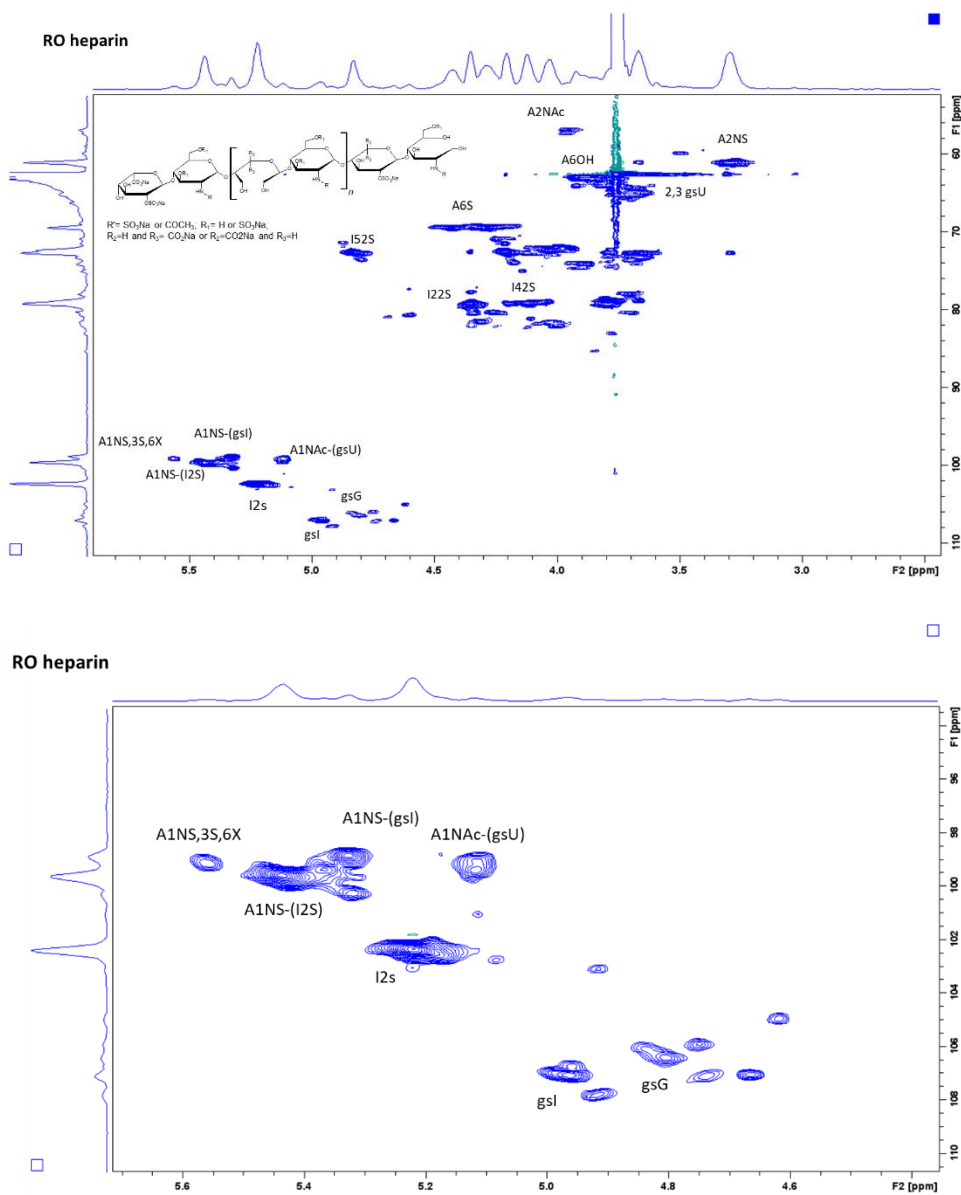 RO heparin
A2NAc
A2NS
A6OH
2,3 gsU
A6S
I52S
I22S
I42S
OR₁
OH
n
NH-R
CO₂Na
OSO₃Na
R= SO₃Na or COCH₃; R₁= H or SO₃Na;
R₂=H and R₃= CO₂Na or R₂=CO2Na and R₃=H
A1NS,3S,6X
A1NS-(gsI)
A1NAc-(gsU)
A1NS-(I2S)
I2s
gsG
gsI
F1 [ppm]
60
70
80
90
100
110
5.5
5.0
4.5
4.0
3.5
3.0
F2 [ppm]
RO heparin
A1NS,3S,6X
A1NS-(gsI)
A1NAc-(gsU)
A1NS-(I2S)
I2s
gsI
gsG
F1 [ppm]
96
98
100
102
104
106
108
110
5.6
5.4
5.2
5.0
4.8
4.6
F2 [ppm]